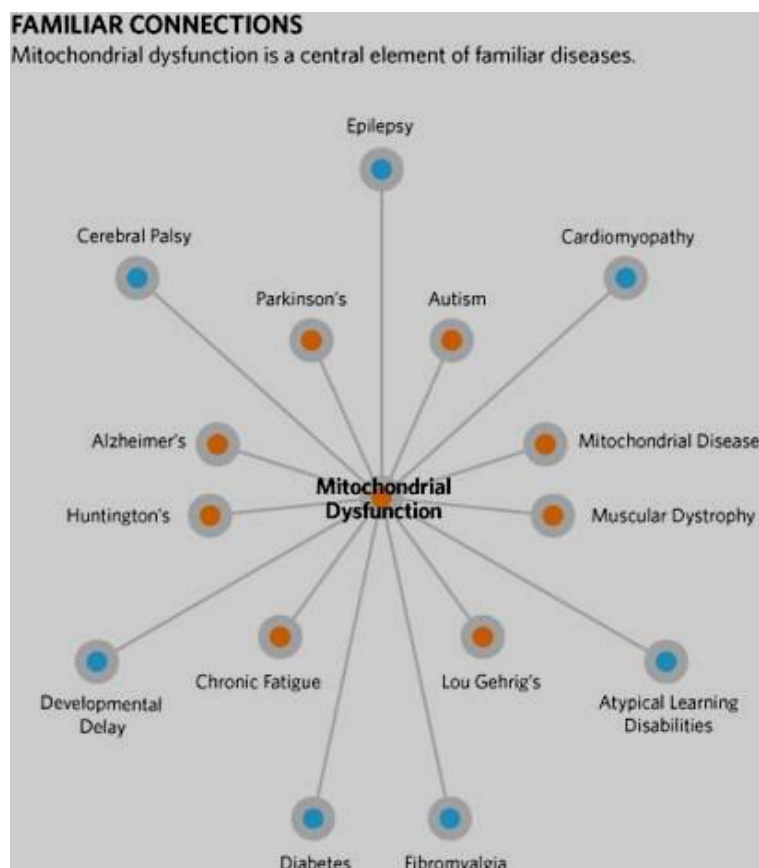 FAMILIAR CONNECTIONS
Mitochondrial dysfunction is a central element of familiar diseases.
Epilepsy
Cerebral Palsy
Cardiomyopathy
Parkinson's
Autism
Alzheimer's
Mitochondrial Disease
Mitochondrial
Dysfunction
Huntington's
Muscular Dystrophy
Chronic Fatigue
Lou Gehrig's
Developmental
Delay
Atypical Learning
Disabilities
Diabetes
Fibromyalgia